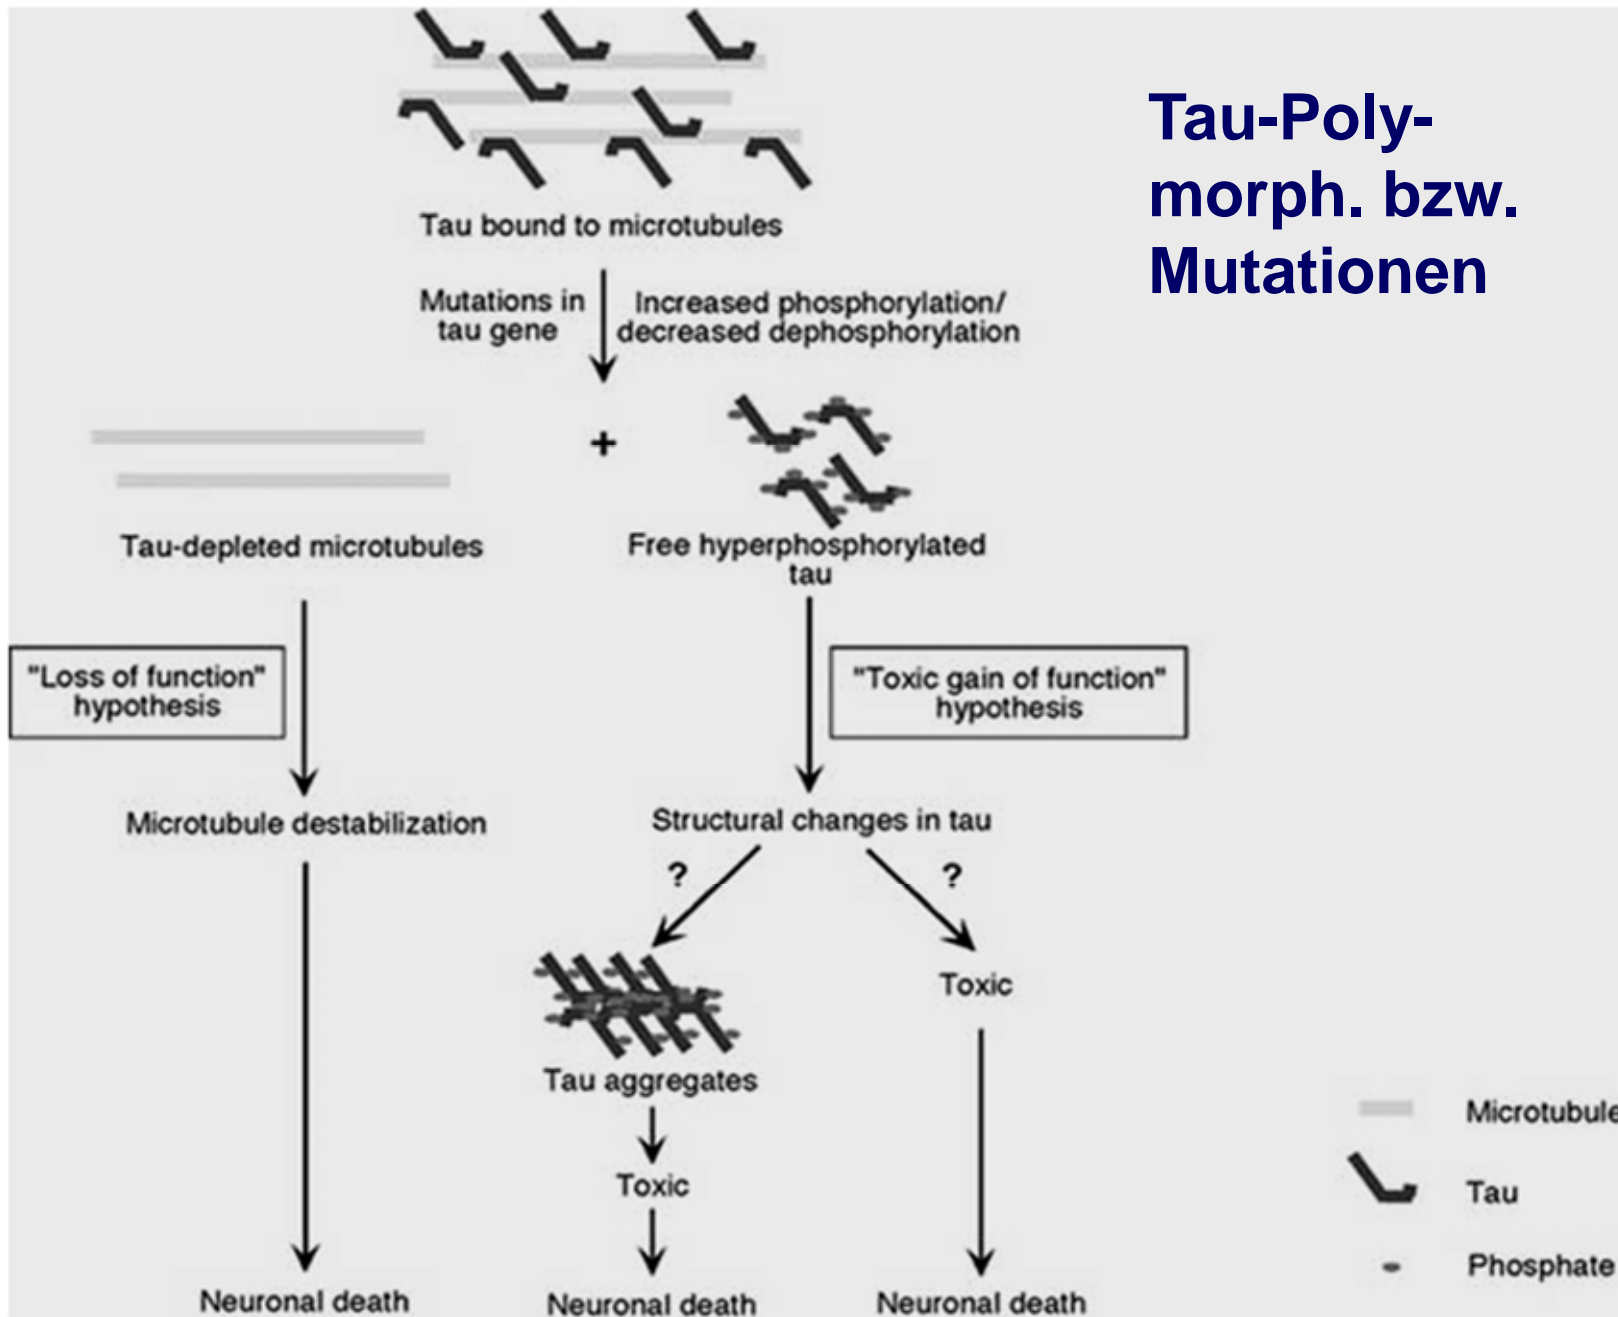 Tau-Poly-
morph. bzw.
Mutationen
Tau bound to microtubules
Mutations in
tau gene
Increased phosphorylation/
decreased dephosphorylation
+
Tau-depleted microtubules
Free hyperphosphorylated
tau
"Loss of function"
hypothesis
"Toxic gain of function"
hypothesis
Microtubule destabilization
Structural changes in tau
?
?
Toxic
Tau aggregates
Toxic
Microtubule
Tau
Phosphate
Neuronal death
Neuronal death
Neuronal death